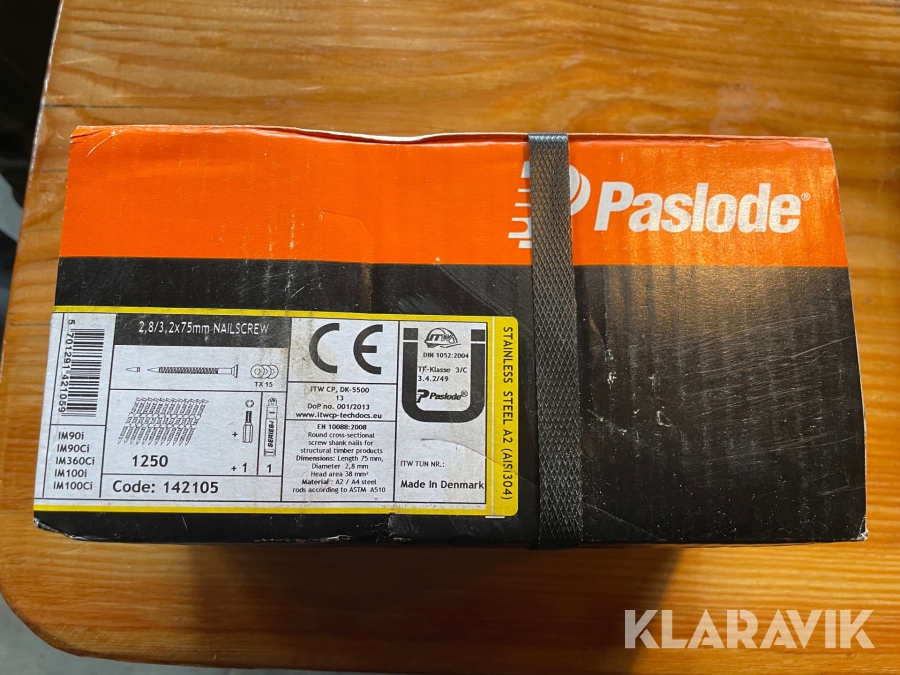 Paslode®
2,8/3,2x75mm NAILSCREW
TX 15
5 701291 421059
IM90i
IM90Ci
IM360Ci
IM100i
IM100Ci
1250
+
+ 1
1
SERIES-i
Code: 142105
CE
ITW CP, DK-5500
13
DoP no. 001/2013
www.itwcp-techdocs.eu
EN 10088:2008
Round cross-sectional
screw shank nails for
structural timber products
Dimensions: Length 75 mm,
Diameter 2,8 mm
Head area 38 mm²
Material : A2 / A4 steel
rods according to ASTM A510
ITW
DIN 1052:2004
TF-Klasse 3/C
3.4.2/49
Paslode®
ITW TUN NR.:
Made In Denmark
STAINLESS STEEL A2 (AISI304)
KLARAVIK